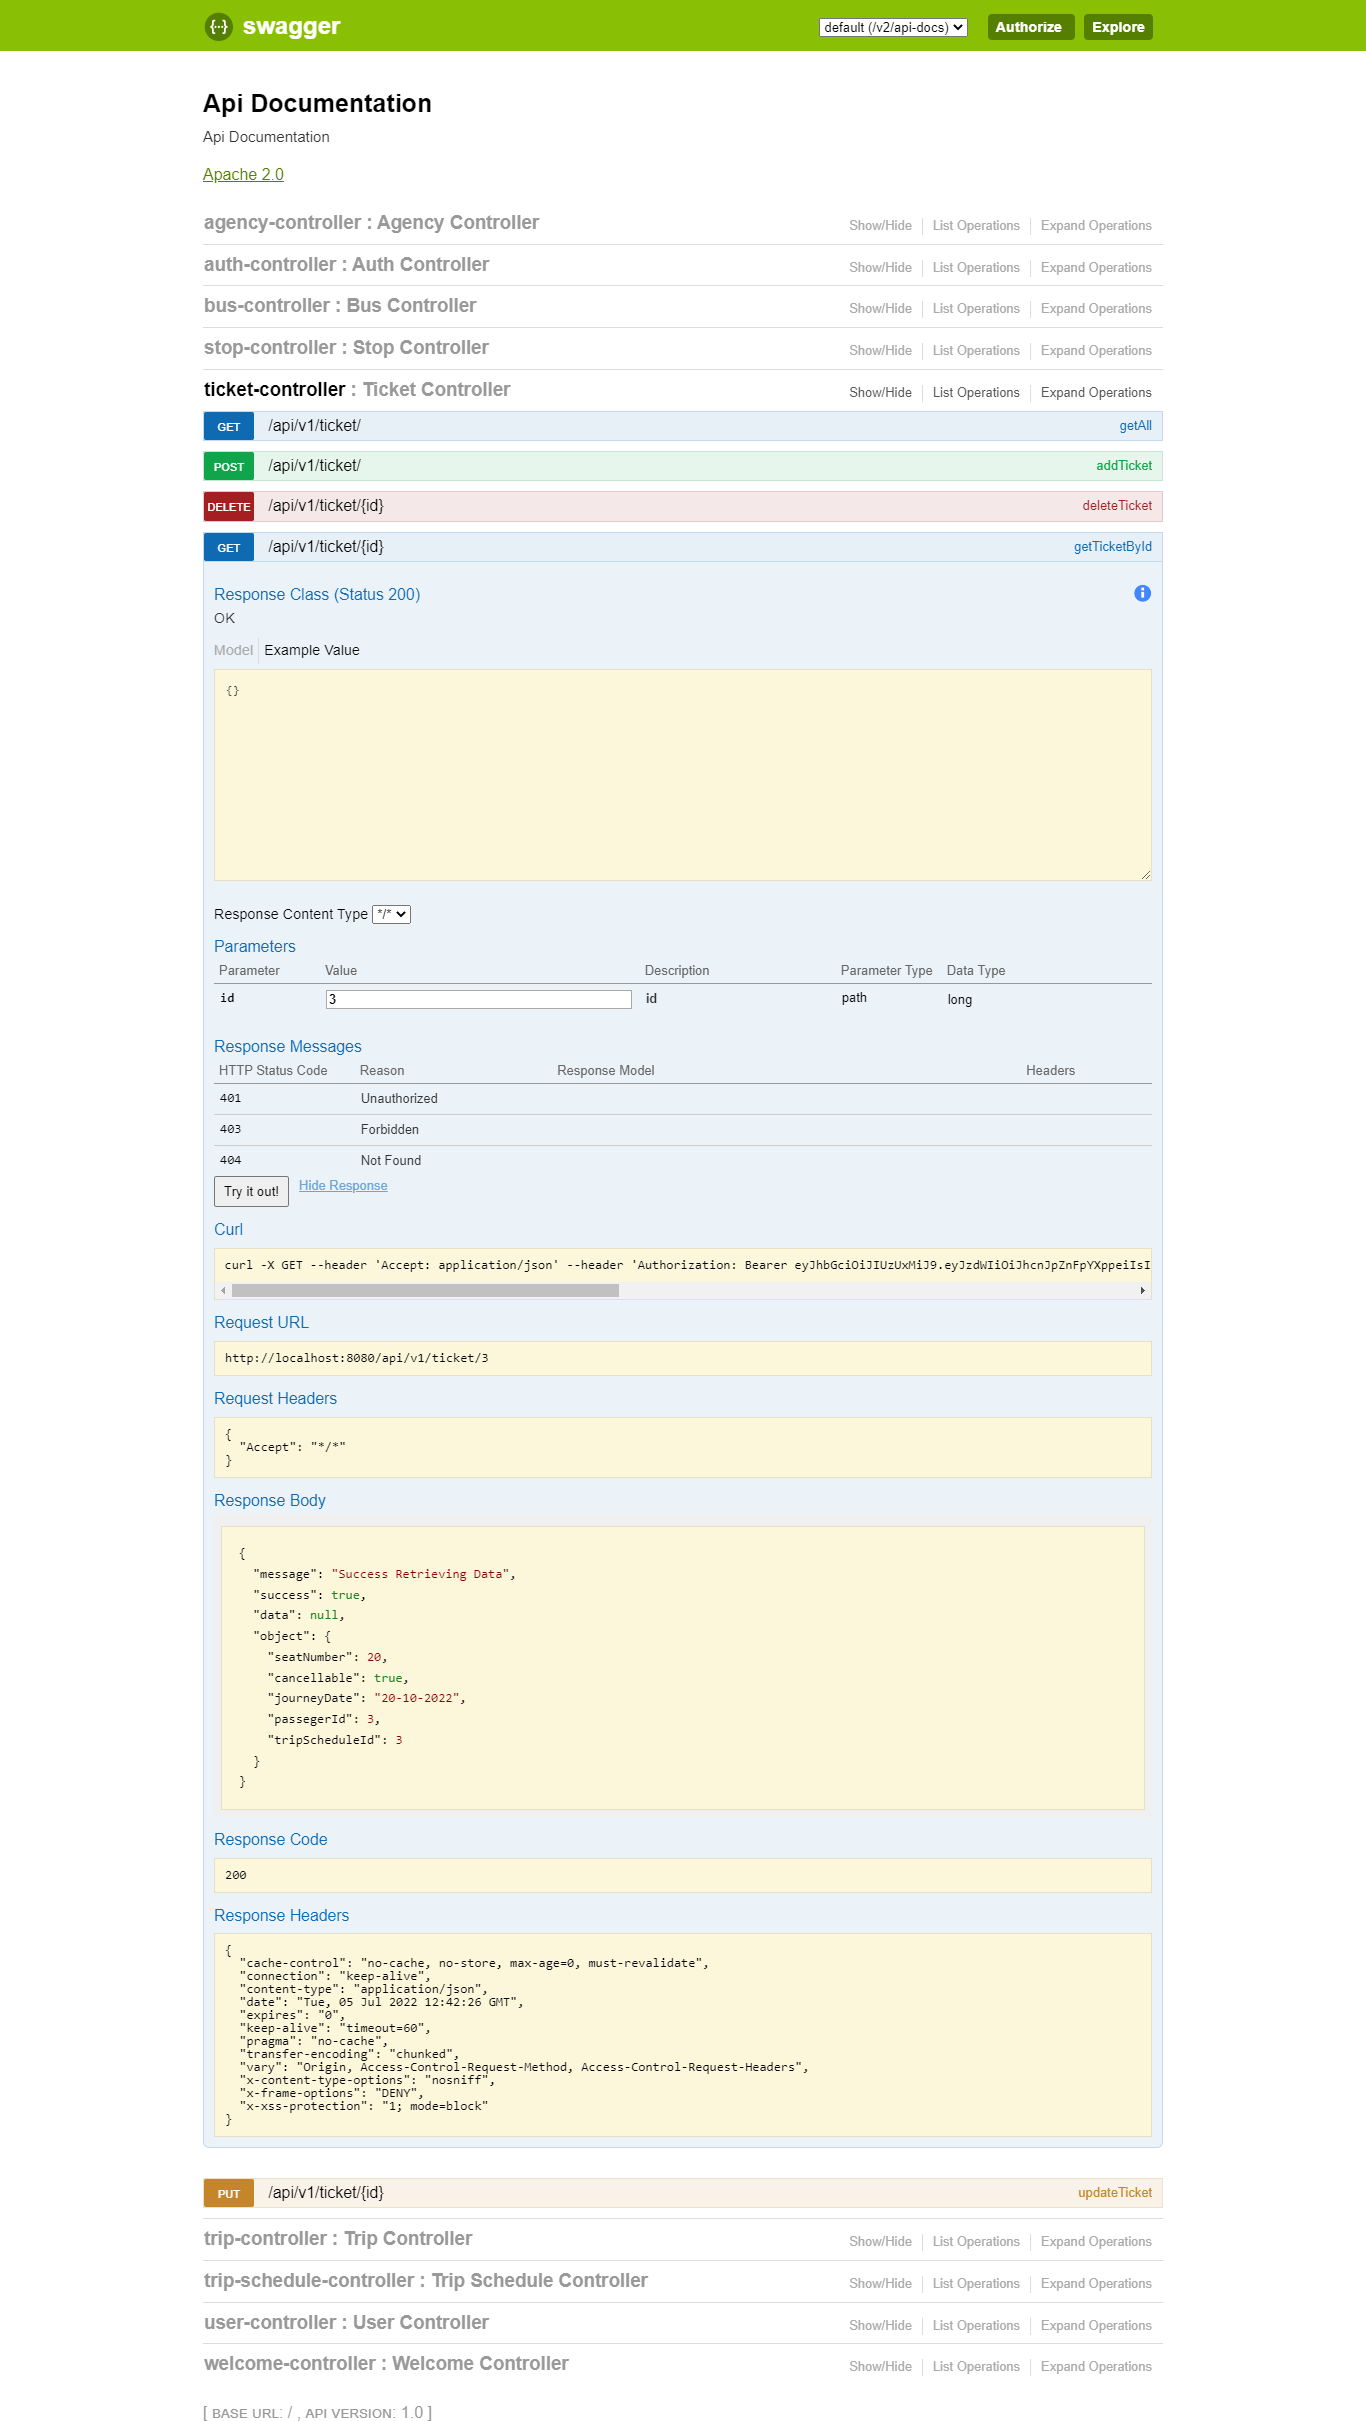 swagger
default (/v2/api-docs) Authorize Explore
Api Documentation
Api Documentation
Apache 2.0
agency-controller : Agency Controller Show/Hide List Operations Expand Operations
auth-controller : Auth Controller Show/Hide List Operations Expand Operations
bus-controller : Bus Controller Show/Hide List Operations Expand Operations
stop-controller : Stop Controller Show/Hide List Operations Expand Operations
ticket-controller : Ticket Controller Show/Hide List Operations Expand Operations
GET /api/v1/ticket/ getAll
POST /api/v1/ticket/ addTicket
DELETE /api/v1/ticket/{id} deleteTicket
GET /api/v1/ticket/{id} getTicketById
Response Class (Status 200)
OK
Model Example Value
{}
Response Content Type */*
Parameters
Parameter Value Description Parameter Type Data Type
id 3 id path long
Response Messages
HTTP Status Code Reason Response Model Headers
401 Unauthorized
403 Forbidden
404 Not Found
Try it out! Hide Response
Curl
curl -X GET --header 'Accept: application/json' --header 'Authorization: Bearer eyJhbGciOiJIUzUxMiJ9.eyJzdWIiOiJhcnJpZnFpYXppeiIsI
Request URL
http://localhost:8080/api/v1/ticket/3
Request Headers
{
"Accept": "*/*"
}
Response Body
{
"message": "Success Retrieving Data",
"success": true,
"data": null,
"object": {
"seatNumber": 20,
"cancellable": true,
"journeyDate": "20-10-2022",
"passegerId": 3,
"tripScheduleId": 3
}
}
Response Code
200
Response Headers
{
"cache-control": "no-cache, no-store, max-age=0, must-revalidate",
"connection": "keep-alive",
"content-type": "application/json",
"date": "Tue, 05 Jul 2022 12:42:26 GMT",
"expires": "0",
"keep-alive": "timeout=60",
"pragma": "no-cache",
"transfer-encoding": "chunked",
"vary": "Origin, Access-Control-Request-Method, Access-Control-Request-Headers",
"x-content-type-options": "nosniff",
"x-frame-options": "DENY",
"x-xss-protection": "1; mode=block"
}
PUT /api/v1/ticket/{id} updateTicket
trip-controller : Trip Controller Show/Hide List Operations Expand Operations
trip-schedule-controller : Trip Schedule Controller Show/Hide List Operations Expand Operations
user-controller : User Controller Show/Hide List Operations Expand Operations
welcome-controller : Welcome Controller Show/Hide List Operations Expand Operations
[ BASE URL: / , API VERSION: 1.0 ]